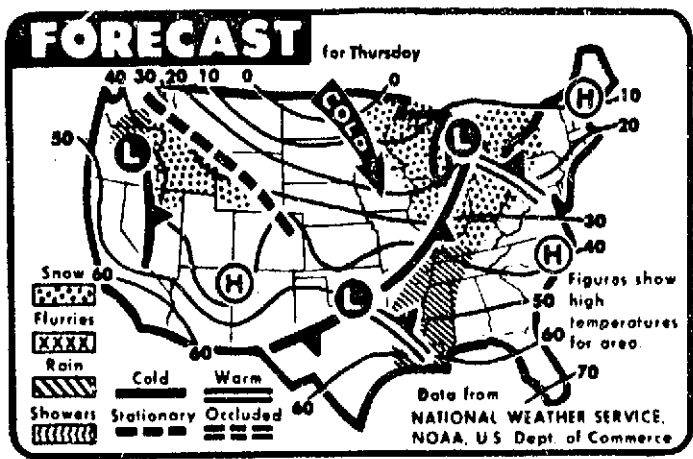 FORECAST
for Thursday
40 30 20 10 0 0
COLD
H
10
20
50
L
L
30
40
H
H
Snow
60
L
Flurries
Rain
Showers
60
Cold
Warm
Stationary
Occluded
60
50
60
70
Figures show
high
temperatures
for area.
Data from
NATIONAL WEATHER SERVICE,
NOAA, U.S. Dept. of Commerce